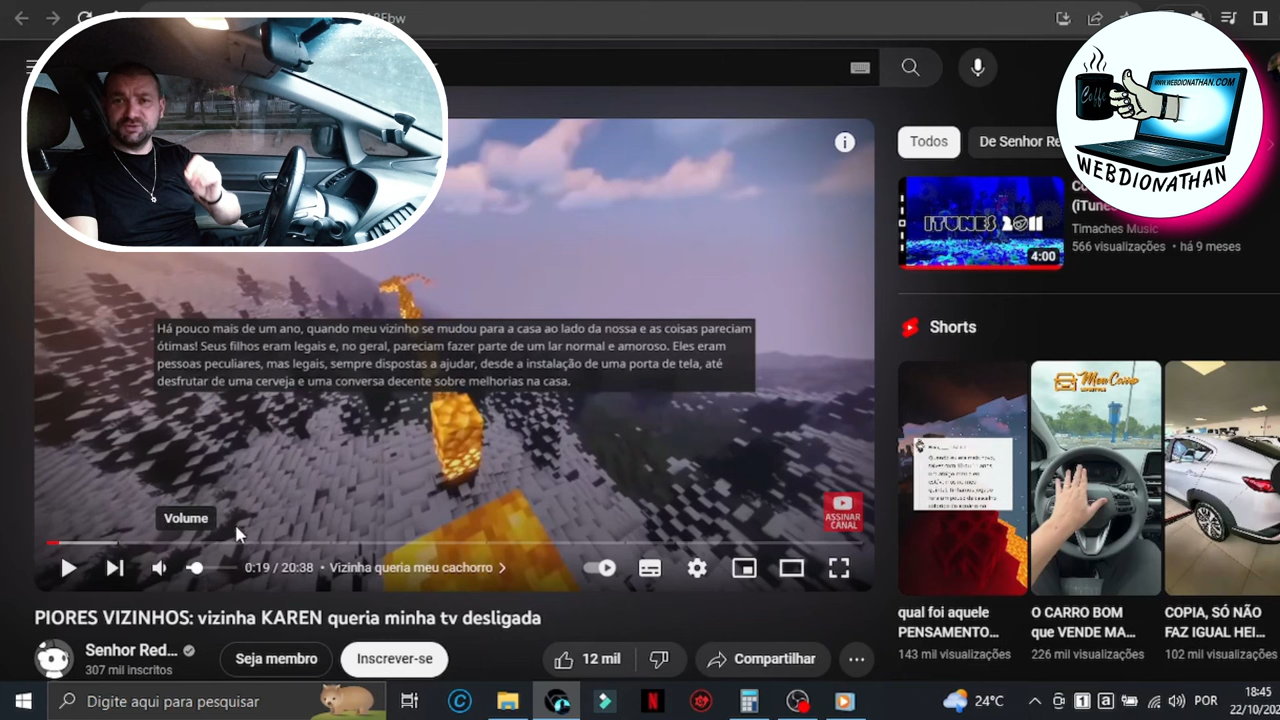 Coffe
WWW.WEBDIONATHAN.COM
WEBDIONATHAN
Todos
De Senhor Re
ITUNES 2011
4:00
(iTune
Timaches Music
566 visualizações • há 9 meses
Há pouco mais de um ano, quando meu vizinho se mudou para a casa ao lado da nossa e as coisas pareciam
ótimas! Seus filhos eram legais e, no geral, pareciam fazer parte de um lar normal e amoroso. Eles eram
pessoas peculiares, mas legais, sempre dispostas a ajudar, desde a instalação de uma porta de tela, até
desfrutar de uma cerveja e uma conversa decente sobre melhorias na casa.
Shorts
Meu Carro
ASSINAR
CANAL
Volume
0:19 / 20:38 • Vizinha queria meu cachorro
PIORES VIZINHOS: vizinha KAREN queria minha tv desligada
Senhor Red...
307 mil inscritos
Seja membro
Inscrever-se
12 mil
Compartilhar
qual foi aquele
PENSAMENTO...
143 mil visualizações
O CARRO BOM
que VENDE MA...
226 mil visualizações
COPIA, SÓ NÃO
FAZ IGUAL HEI...
102 mil visualizações
Digite aqui para pesquisar
24°C
POR
18:45
22/10/20